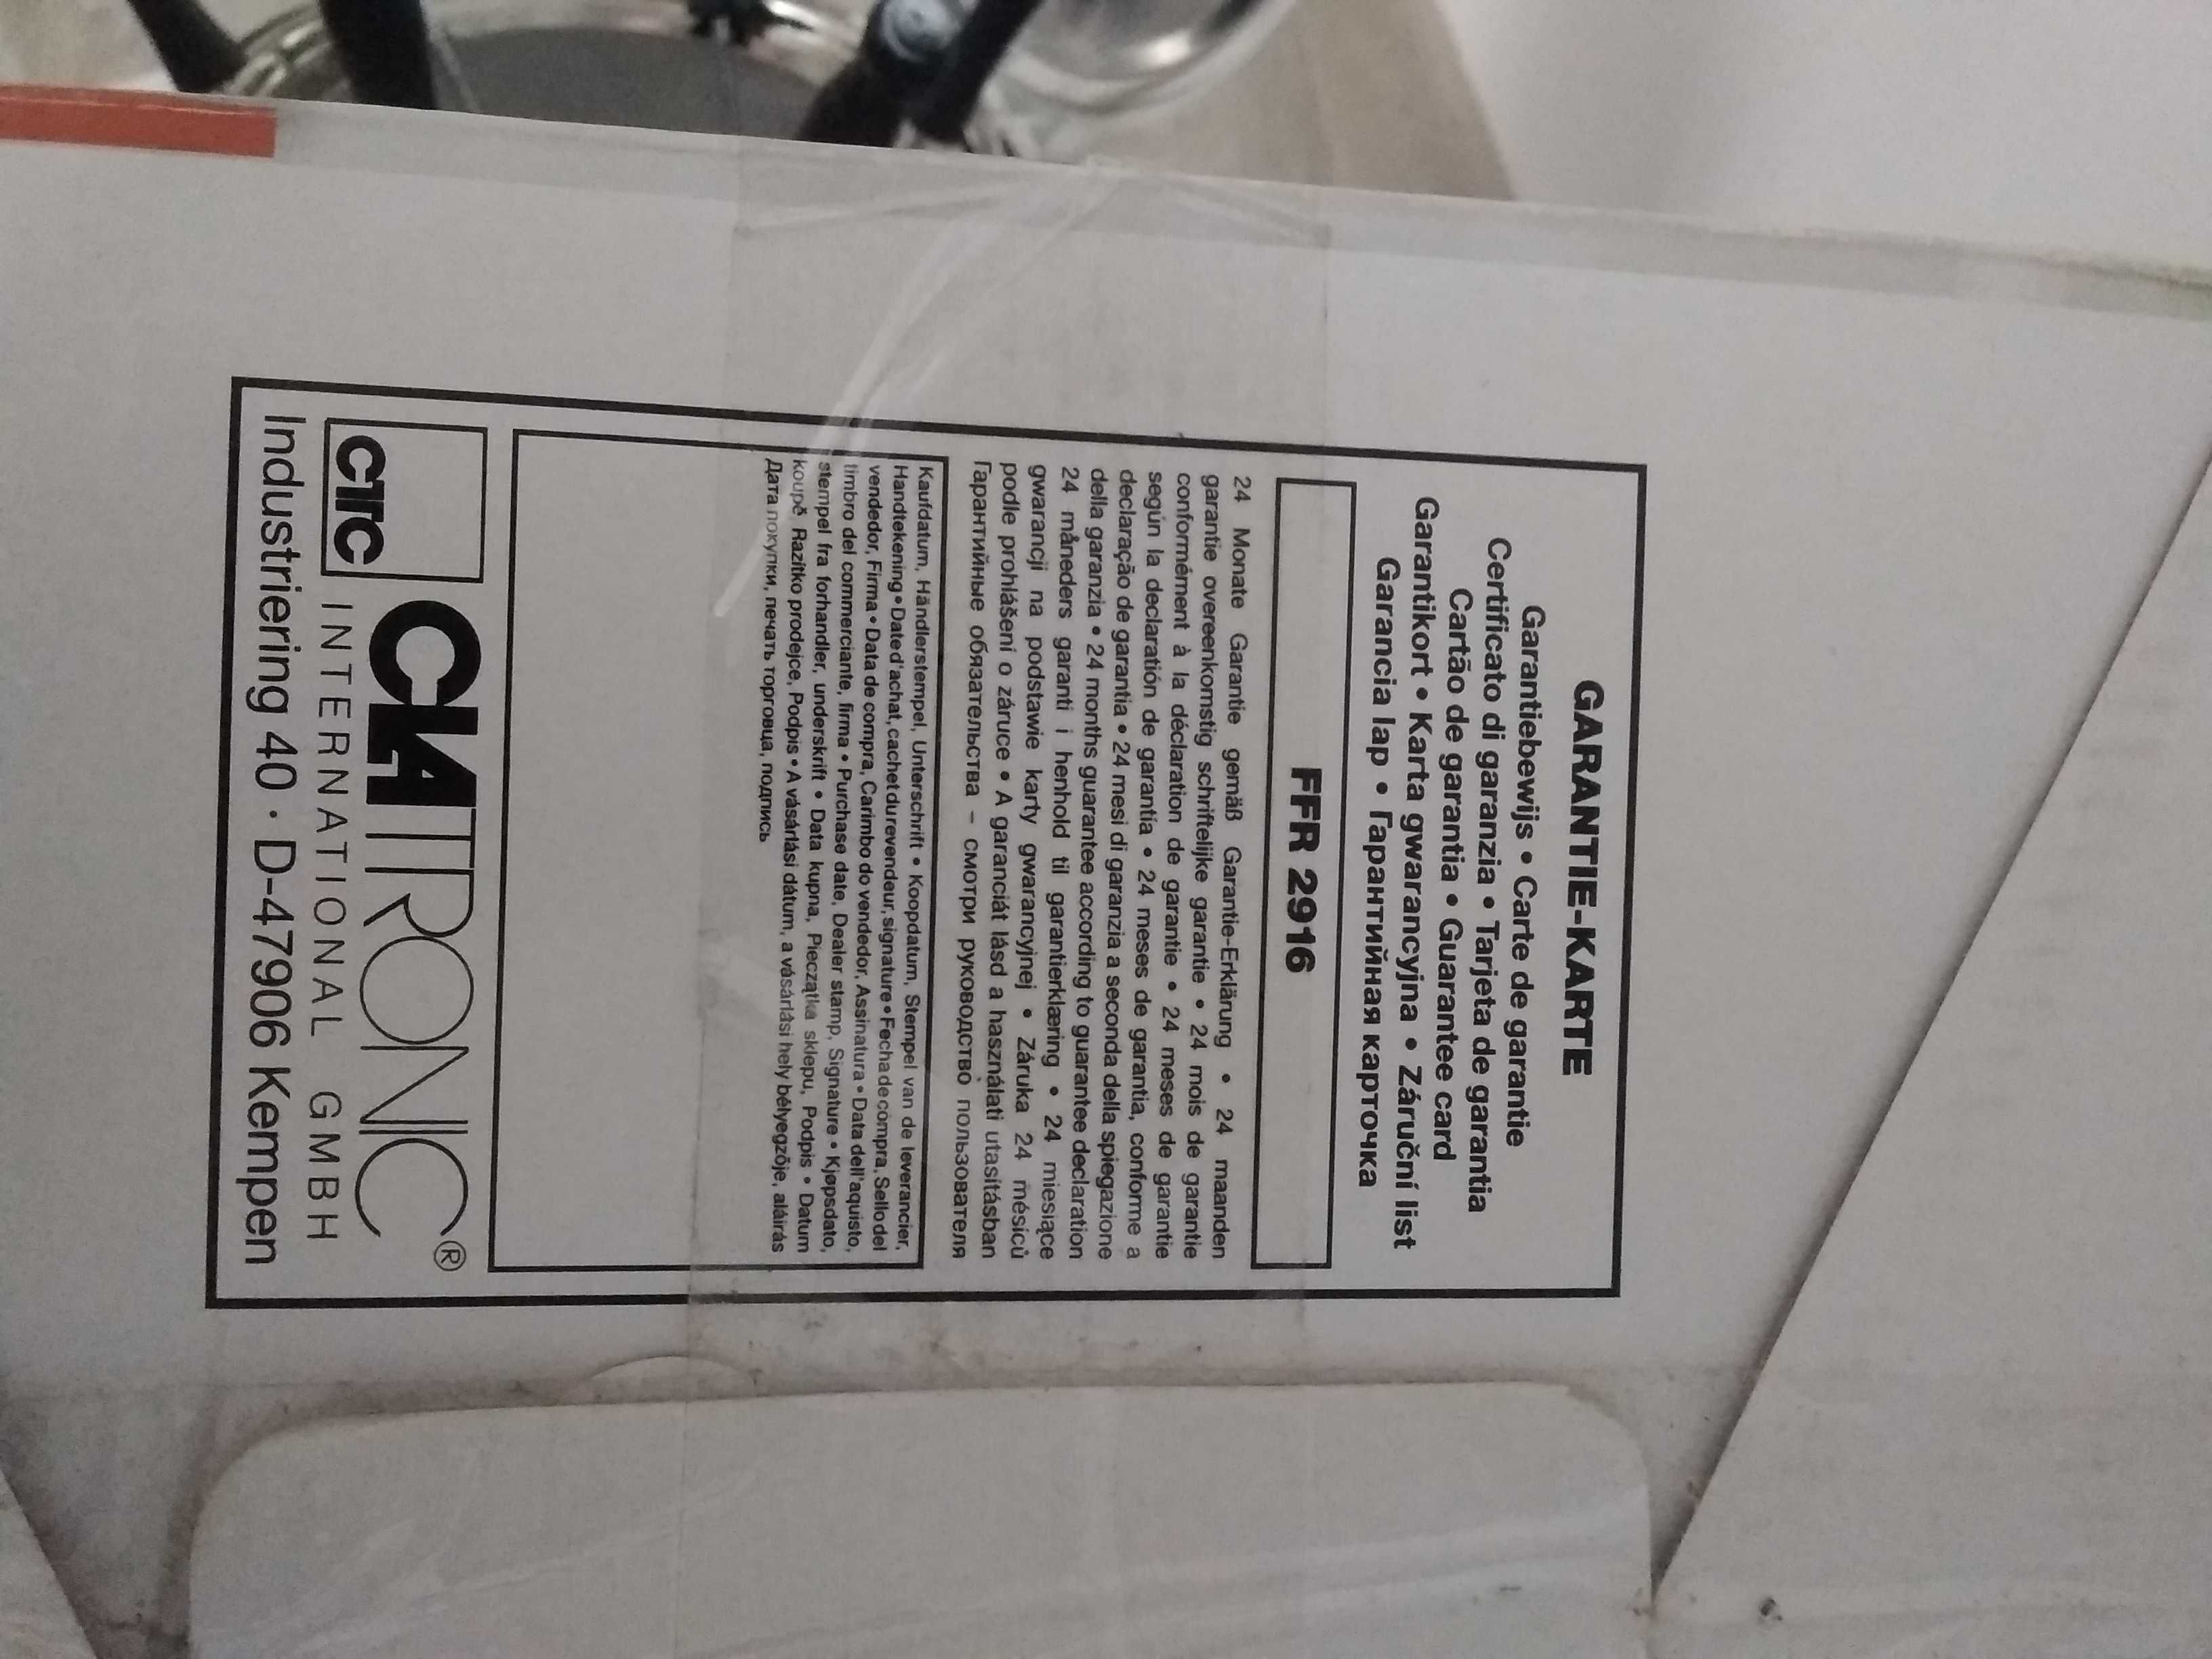 GARANTIE-KARTE
Garantiebewijs • Carte de garantie
Certificato di garanzia • Tarjeta de garantia
Cartão de garantia • Guarantee card
Garantikort • Karta gwarancyjna • Záruční list
Garancia lap • Гарантийная карточка
FFR 2916
24 Monate Garantie gemäß Garantie-Erklärung • 24 maanden
garantie overeenkomstig schriftelijke garantie • 24 mois de garantie
conformément à la déclaration de garantie • 24 meses de garantie
según la declaratión de garantía • 24 meses de garantia, conforme a
declaração de garantia • 24 mesi di garanzia a seconda della spiegazione
della garanzia • 24 months guarantee according to guarantee declaration
24 måneders garanti i henhold til garantierklæring • 24 miesiące
gwarancji na podstawie karty gwarancyjnej • Záruka 24 měsíců
podle prohlášení o záruce • A garanciát lásd a használati utasításban
Гарантийные обязательства – смотри руководство пользователя
Kaufdatum, Händlerstempel, Unterschrift • Koopdatum, Stempel van de leverancier,
Handtekening • Date d'achat, cachet du revendeur, signature • Fecha de compra, Sello del
vendedor, Firma • Data de compra, Carimbo do vendedor, Assinatura • Data dell'aquisto,
timbro del commerciante, firma • Purchase date, Dealer stamp, Signature • Kjøpsdato,
stempel fra forhandler, underskrift • Data kupna, Pieczątka sklepu, Podpis • Datum
koupě, Razítko prodejce, Podpis • A vásárlási dátum, a vásárlási hely bélyegzője, aláírás
Дата покупки, печать торговца, подпись
CTC CLATRONIC®
INTERNATIONAL GMBH
Industriering 40 · D-47906 Kempen